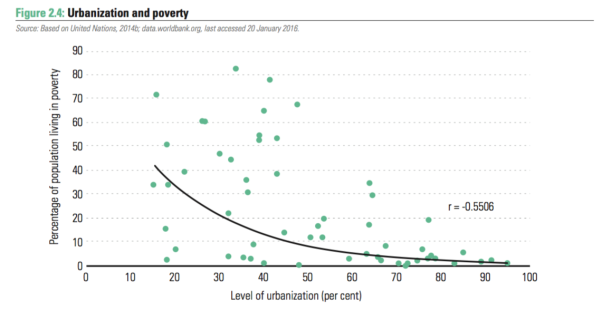 Figure 2.4: Urbanization and poverty
Source: Based on United Nations, 2014b; data.worldbank.org, last accessed 20 January 2016.
Percentage of population living in poverty
90
80
70
60
50
40
30
20
10
0
r = -0.5506
0 10 20 30 40 50 60 70 80 90 100
Level of urbanization (per cent)